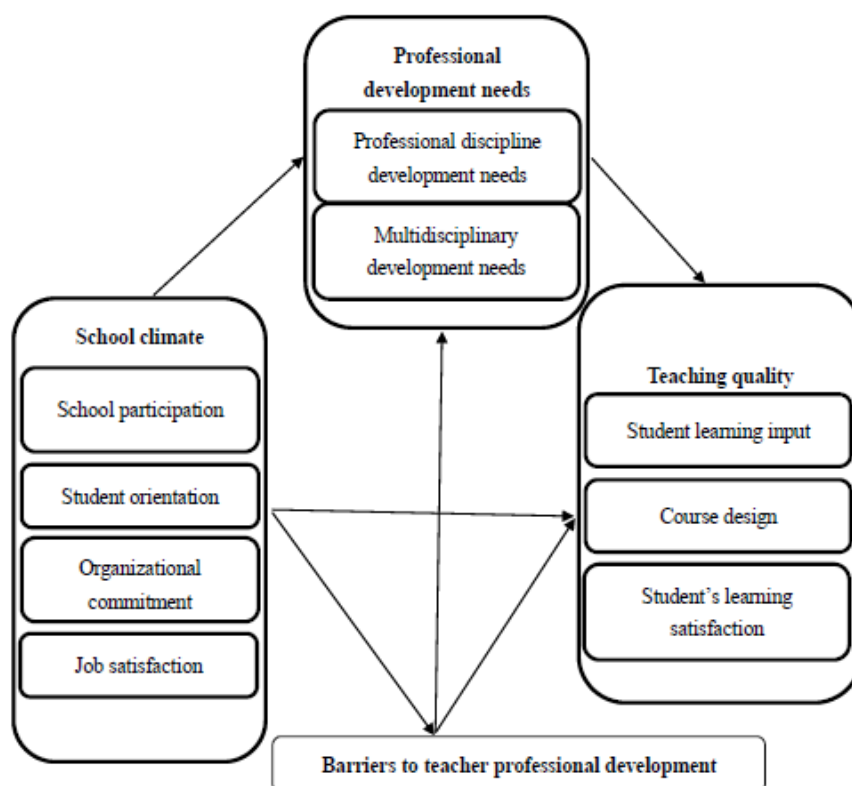 Professional
development needs
Professional discipline
development needs
Multidisciplinary
development needs
School climate
School participation
Student orientation
Organizational
commitment
Job satisfaction
Teaching quality
Student learning input
Course design
Student’s learning
satisfaction
Barriers to teacher professional development